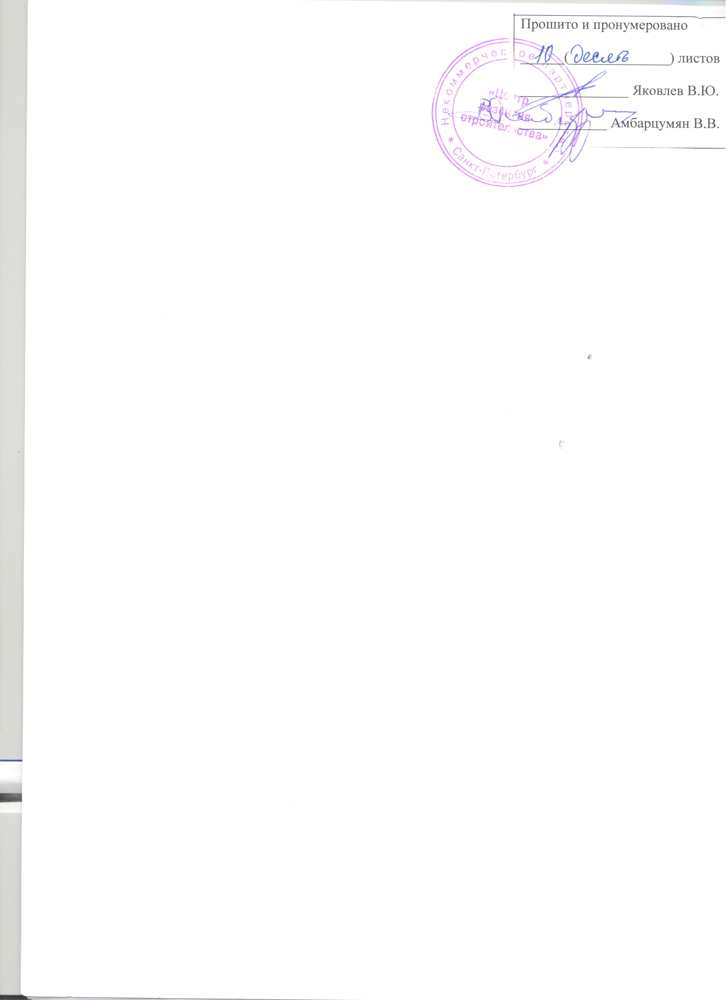 Прошито и пронумеровано
10 (десять) листов
Яковлев В.Ю.
Амбарцумян В.В.
Некоммерческое партнерство
«Центр
развития
строительства»
* Санкт-Петербург *